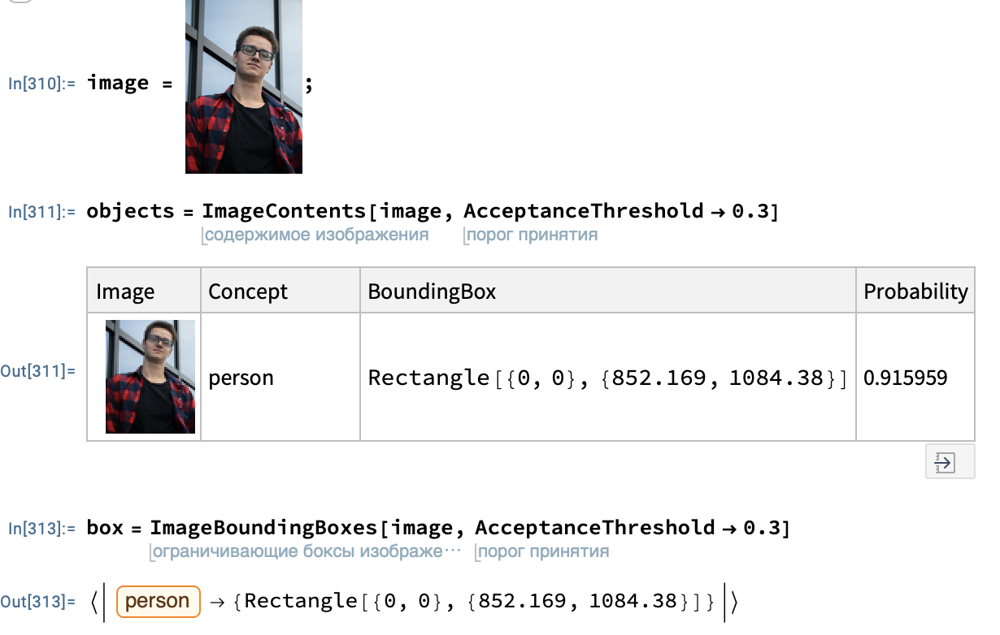 In[310]:= image = ;
In[311]:= objects = ImageContents[image, AcceptanceThreshold → 0.3]
содержимое изображения порог принятия
Image Concept BoundingBox Probability
Out[311]= person Rectangle[{0, 0}, {852.169, 1084.38}] 0.915959
In[313]:= box = ImageBoundingBoxes[image, AcceptanceThreshold → 0.3]
ограничивающие боксы изображе⋯ порог принятия
Out[313]= ⟨| person → {Rectangle[{0, 0}, {852.169, 1084.38}]} |⟩